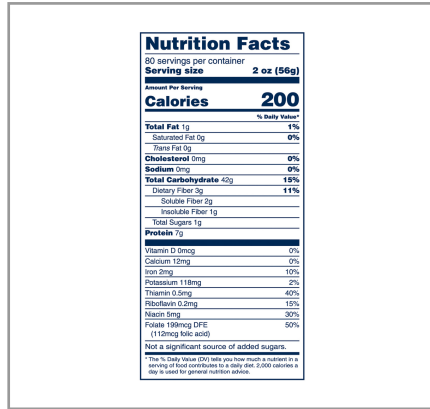 Nutrition Facts
80 servings per container
Serving size 2 oz (56g)
Amount Per Serving
Calories 200
% Daily Value*
Total Fat 1g 1%
Saturated Fat 0g 0%
Trans Fat 0g
Cholesterol 0mg 0%
Sodium 0mg 0%
Total Carbohydrate 42g 15%
Dietary Fiber 3g 11%
Soluble Fiber 2g
Insoluble Fiber 1g
Total Sugars 1g
Protein 7g
Vitamin D 0mcg 0%
Calcium 12mg 0%
Iron 2mg 10%
Potassium 118mg 2%
Thiamin 0.5mg 40%
Riboflavin 0.2mg 15%
Niacin 5mg 30%
Folate 199mcg DFE 50%
(112mcg folic acid)
Not a significant source of added sugars.
* The % Daily Value (DV) tells you how much a nutrient in a
serving of food contributes to a daily diet. 2,000 calories a
day is used for general nutrition advice.